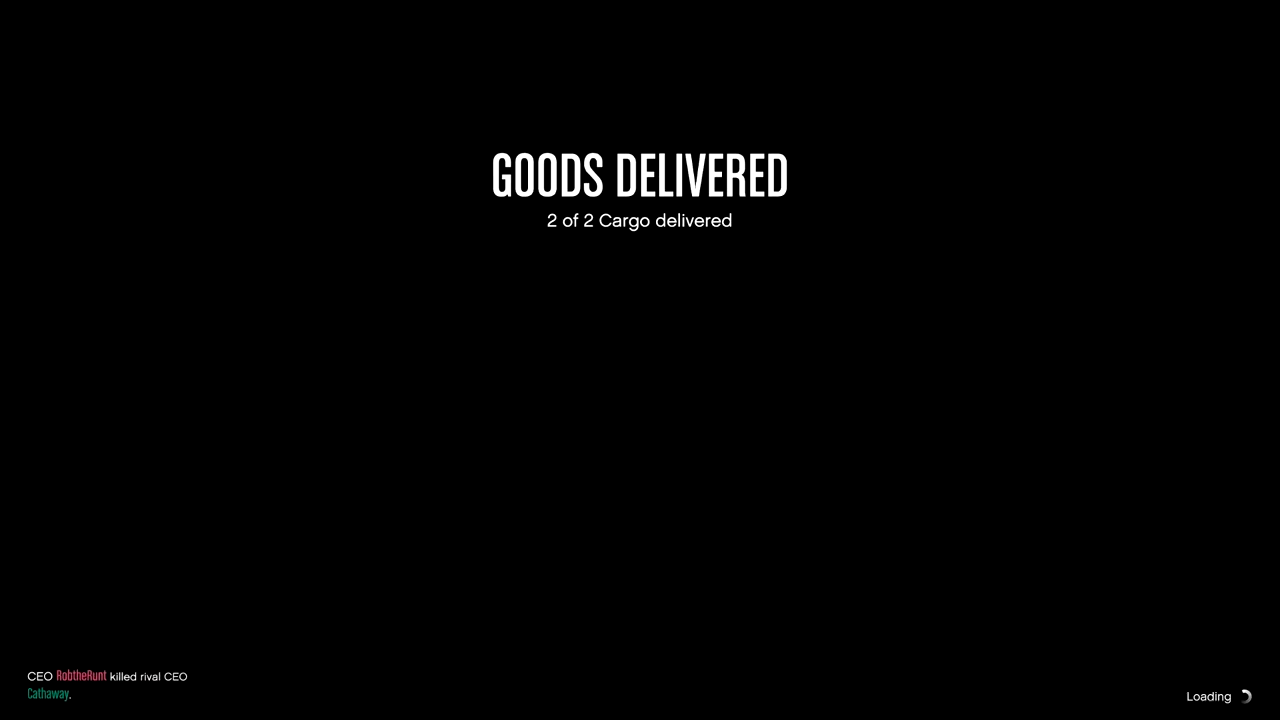 GOODS DELIVERED
2 of 2 Cargo delivered
CEO RobtheRunt killed rival CEO
Cathaway.
Loading